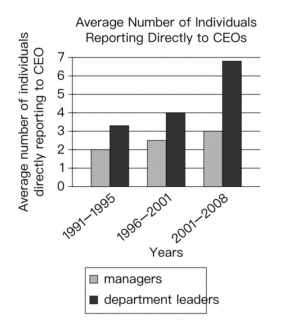 Average Number of Individuals
Reporting Directly to CEOs
Average number of individuals
directly reporting to CEO
7
6
5
4
3
2
1
0
1991–1995
1996–2001
2001–2008
Years
managers
department leaders